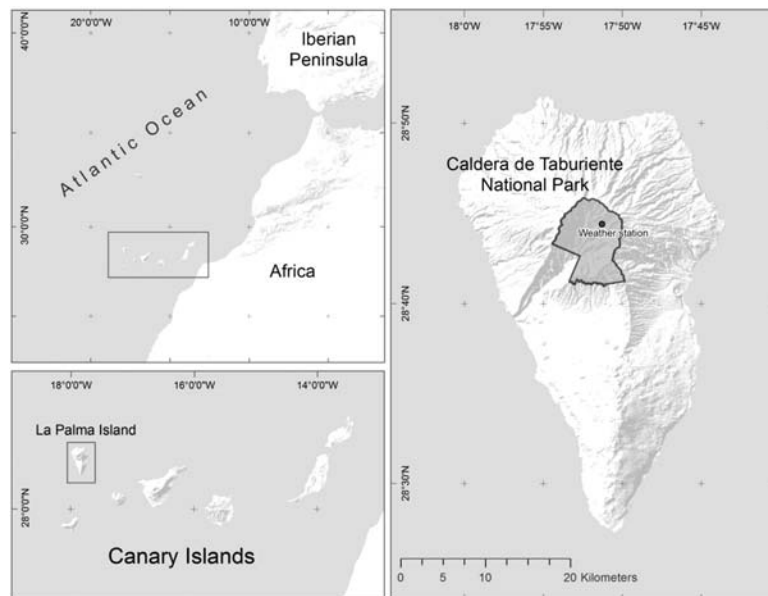 20°0'0"W
10°0'0"W
40°0'0"N
Iberian
Peninsula
Atlantic Ocean
30°0'0"N
Africa
18°0'0"W
16°0'0"W
14°0'0"W
La Palma Island
28°0'0"N
Canary Islands
18°0'W
17°55'W
17°50'W
17°45'W
28°50'N
Caldera de Taburiente
National Park
Weather station
28°40'N
28°30'N
0 5 10 20 Kilometers